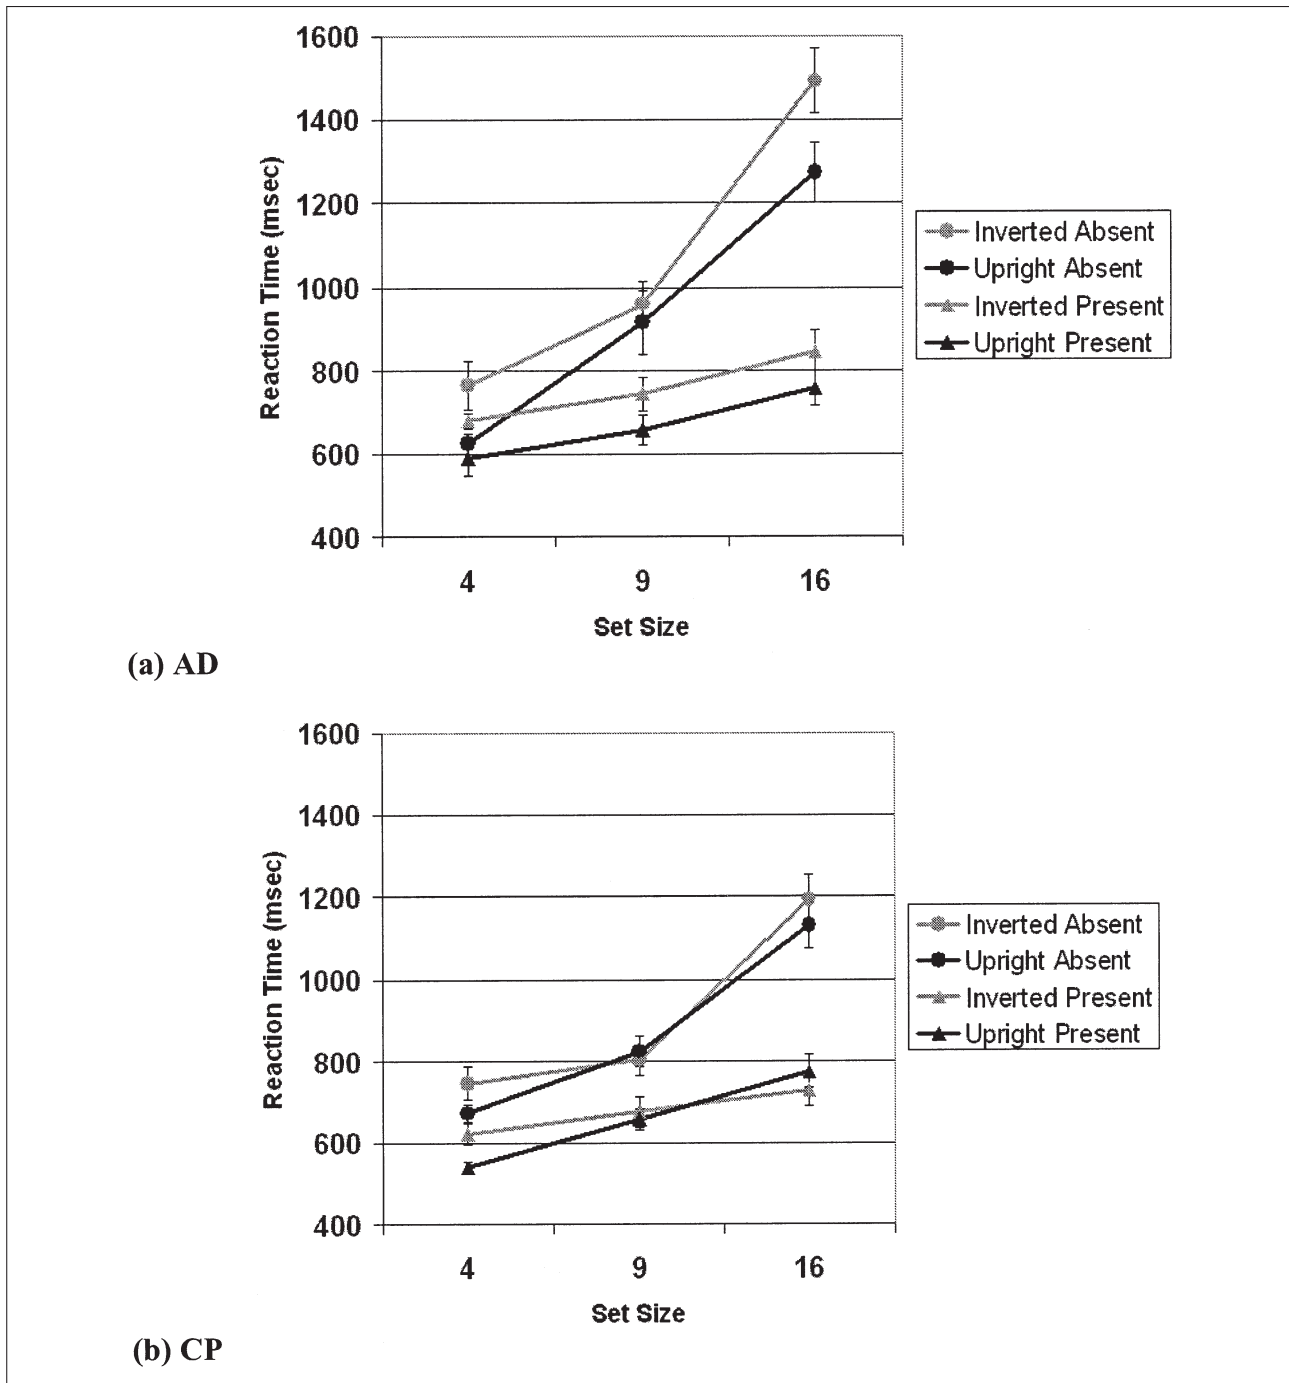 1600
1400
1200
1000
800
600
400
Reaction Time (msec)
4 9 16
Set Size
Inverted Absent
Upright Absent
Inverted Present
Upright Present
(a) AD
1600
1400
1200
1000
800
600
400
Reaction Time (msec)
4 9 16
Set Size
Inverted Absent
Upright Absent
Inverted Present
Upright Present
(b) CP